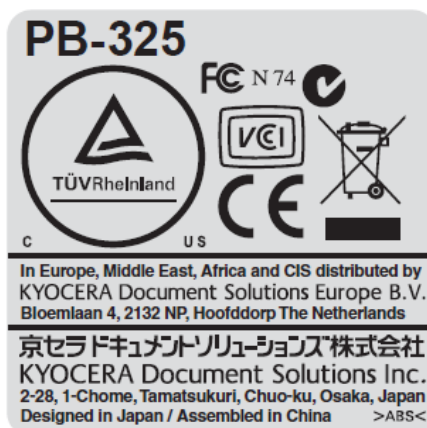 PB-325
FC N 74
VCI
TÜVRheinland
CE
C US
In Europe, Middle East, Africa and CIS distributed by
KYOCERA Document Solutions Europe B.V.
Bloemlaan 4, 2132 NP, Hoofddorp The Netherlands
京セラドキュメントソリューションズ株式会社
KYOCERA Document Solutions Inc.
2-28, 1-Chome, Tamatsukuri, Chuo-ku, Osaka, Japan
Designed in Japan / Assembled in China >ABS<